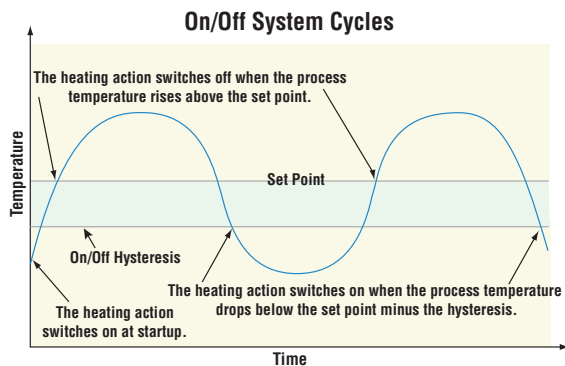 On/Off System Cycles
The heating action switches off when the process
temperature rises above the set point.
Temperature
Set Point
On/Off Hysteresis
The heating action switches on when the process temperature
drops below the set point minus the hysteresis.
The heating action
switches on at startup.
Time